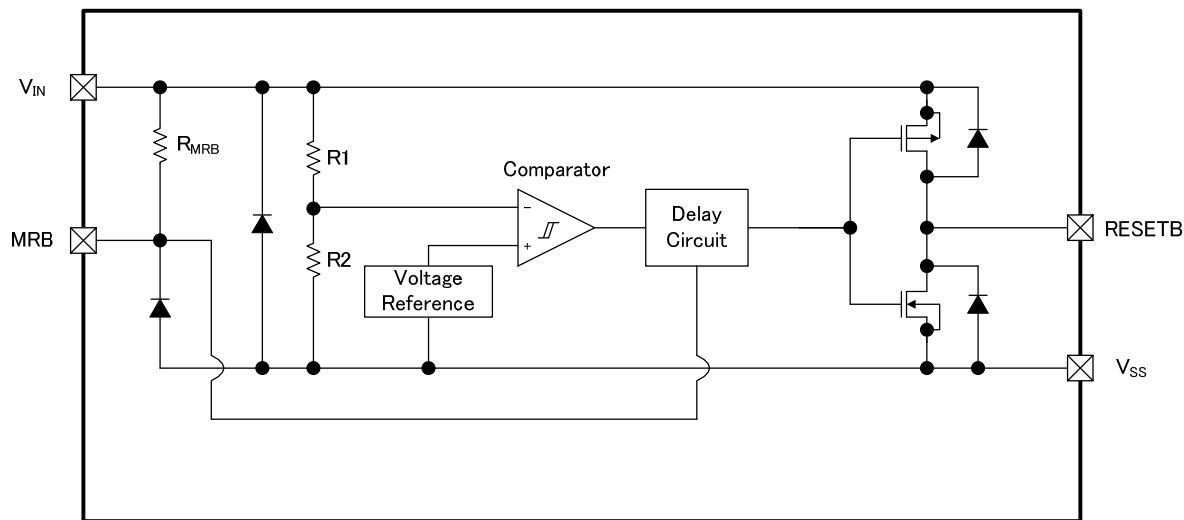 V_IN
R_MRB
R1
Comparator
Delay
Circuit
−
MRB
RESETB
+
R2
Voltage
Reference
V_SS